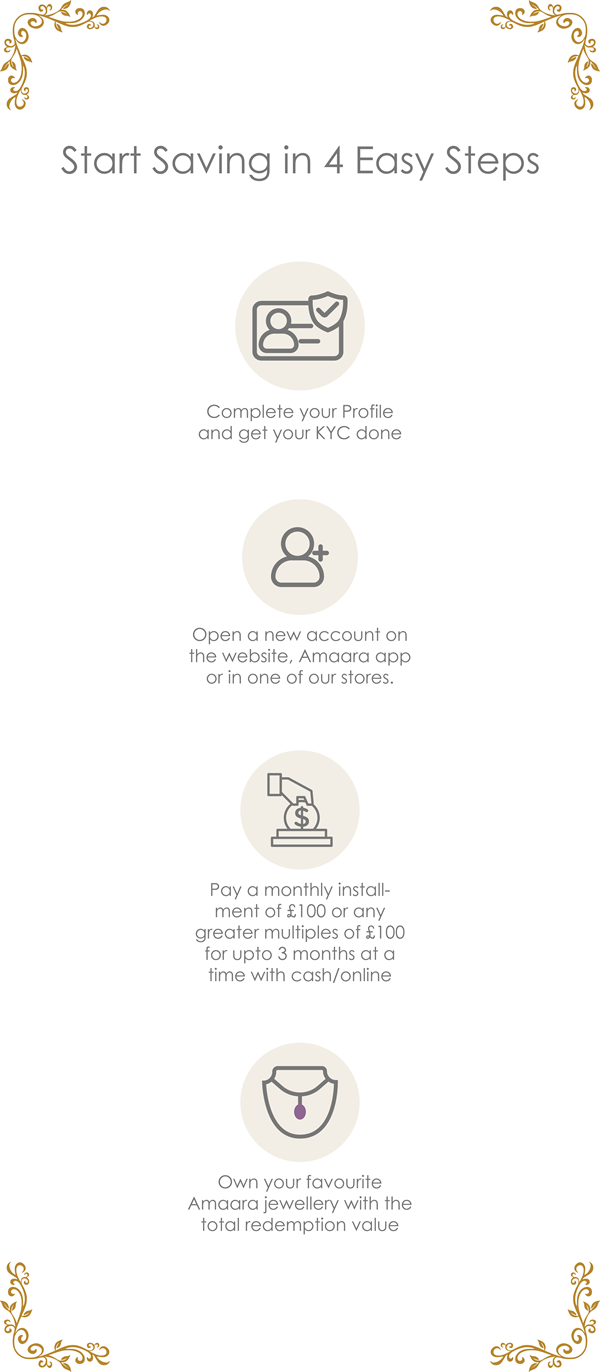 Start Saving in 4 Easy Steps
Complete your Profile
and get your KYC done
Open a new account on
the website, Amaara app
or in one of our stores.
$
Pay a monthly install-
ment of £100 or any
greater multiples of £100
for upto 3 months at a
time with cash/online
Own your favourite
Amaara jewellery with the
total redemption value